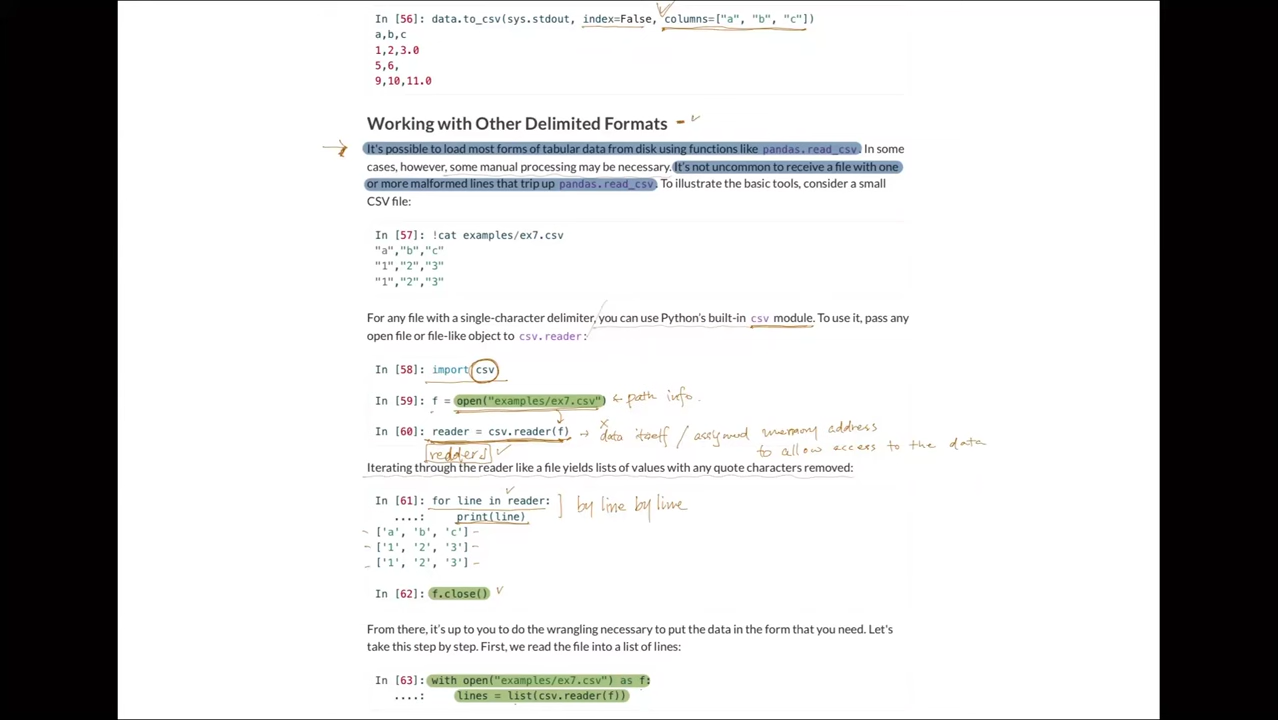 In [56]: data.to_csv(sys.stdout, index=False, columns=["a", "b", "c"])
a,b,c
1,2,3.0
5,6,
9,10,11.0
Working with Other Delimited Formats
It's possible to load most forms of tabular data from disk using functions like pandas.read_csv. In some
cases, however, some manual processing may be necessary. It's not uncommon to receive a file with one
or more malformed lines that trip up pandas.read_csv. To illustrate the basic tools, consider a small
CSV file:
In [57]: !cat examples/ex7.csv
"a","b","c"
"1","2","3"
"1","2","3"
For any file with a single-character delimiter, you can use Python's built-in csv module. To use it, pass any
open file or file-like object to csv.reader:
In [58]: import csv
In [59]: f = open("examples/ex7.csv") ← path info.
In [60]: reader = csv.reader(f) → data itself / assigned memory address
to allow access to the data
Iterating through the reader like a file yields lists of values with any quote characters removed:
In [61]: for line in reader:
....: print(line)
by line by line
['a', 'b', 'c']
['1', '2', '3']
['1', '2', '3']
In [62]: f.close()
From there, it's up to you to do the wrangling necessary to put the data in the form that you need. Let's
take this step by step. First, we read the file into a list of lines:
In [63]: with open("examples/ex7.csv") as f:
....: lines = list(csv.reader(f))